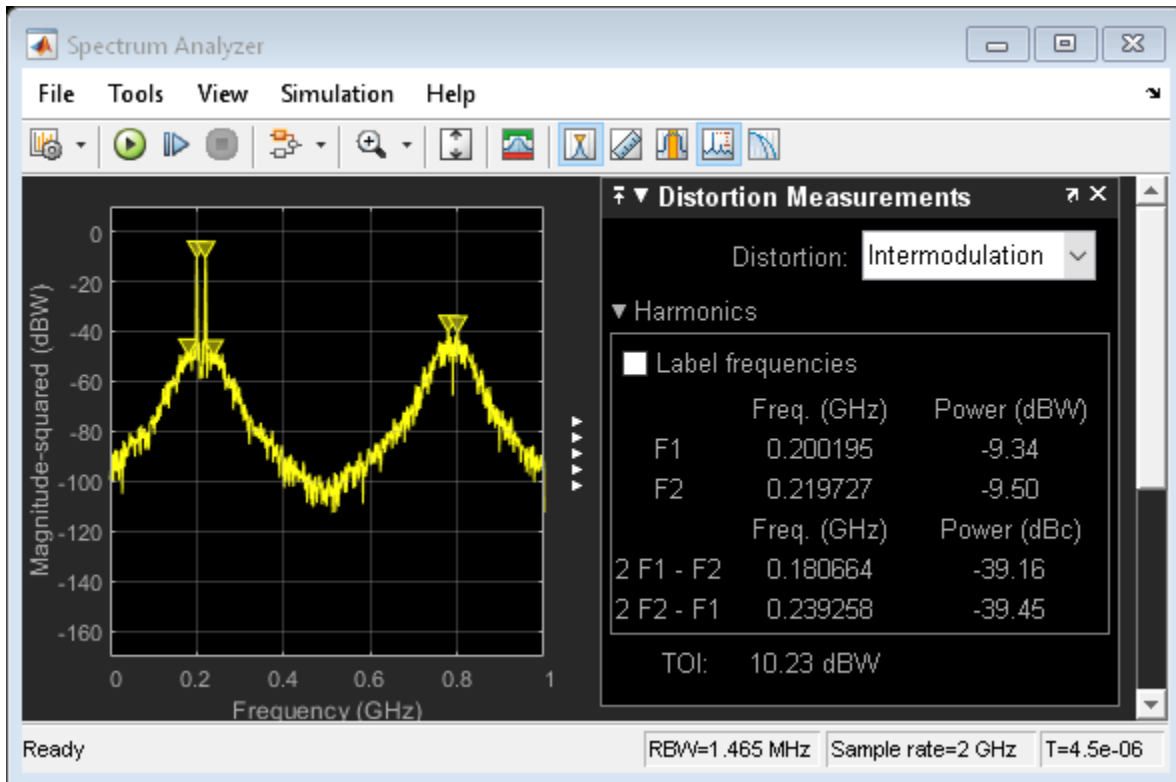 Spectrum Analyzer
File Tools View Simulation Help
Distortion Measurements
Distortion: Intermodulation
Harmonics
Label frequencies
Freq. (GHz) Power (dBW)
F1 0.200195 -9.34
F2 0.219727 -9.50
Freq. (GHz) Power (dBc)
2 F1 - F2 0.180664 -39.16
2 F2 - F1 0.239258 -39.45
TOI: 10.23 dBW
Magnitude-squared (dBW)
0
-20
-40
-60
-80
-100
-120
-140
-160
0 0.2 0.4 0.6 0.8 1
Frequency (GHz)
Ready RBW=1.465 MHz Sample rate=2 GHz T=4.5e-06